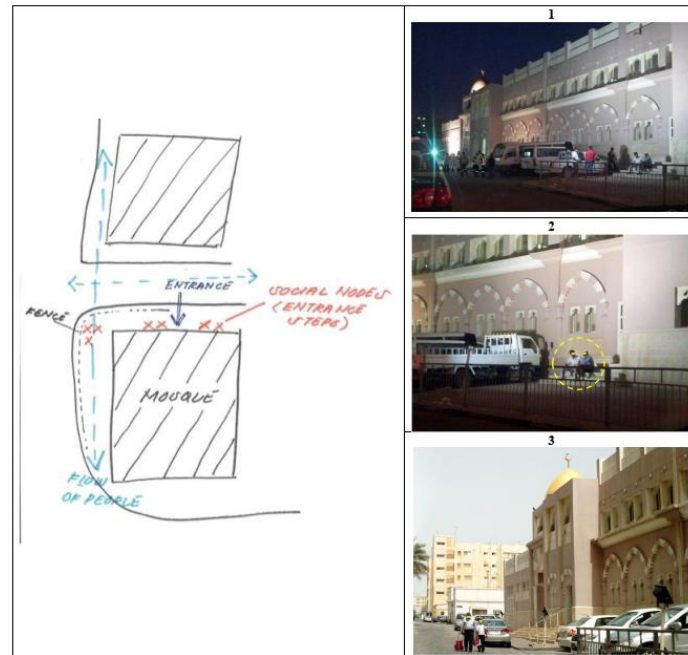 1
ENTRANCE
SOCIAL NODES
(ENTRANCE
STEPS)
FENCE
2
MOSQUE
FLOW
OF PEOPLE
3